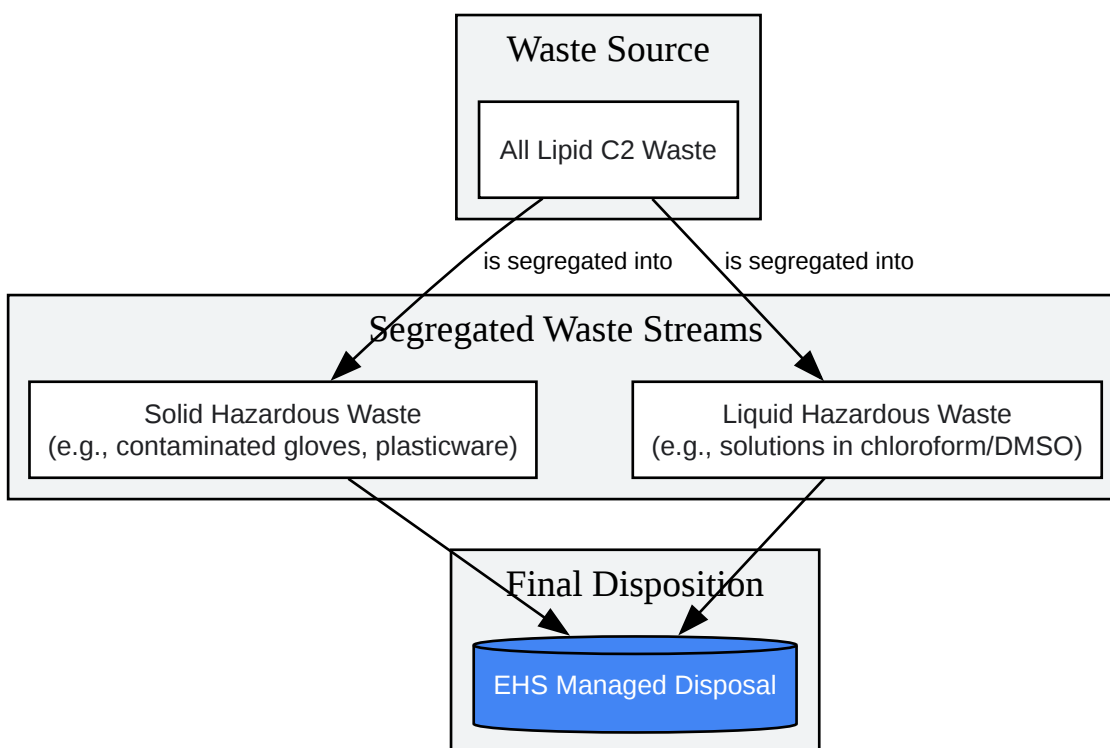 Waste Source
All Lipid C2 Waste
is segregated into
is segregated into
Segregated Waste Streams
Solid Hazardous Waste
(e.g., contaminated gloves, plasticware)
Liquid Hazardous Waste
(e.g., solutions in chloroform/DMSO)
Final Disposition
EHS Managed Disposal